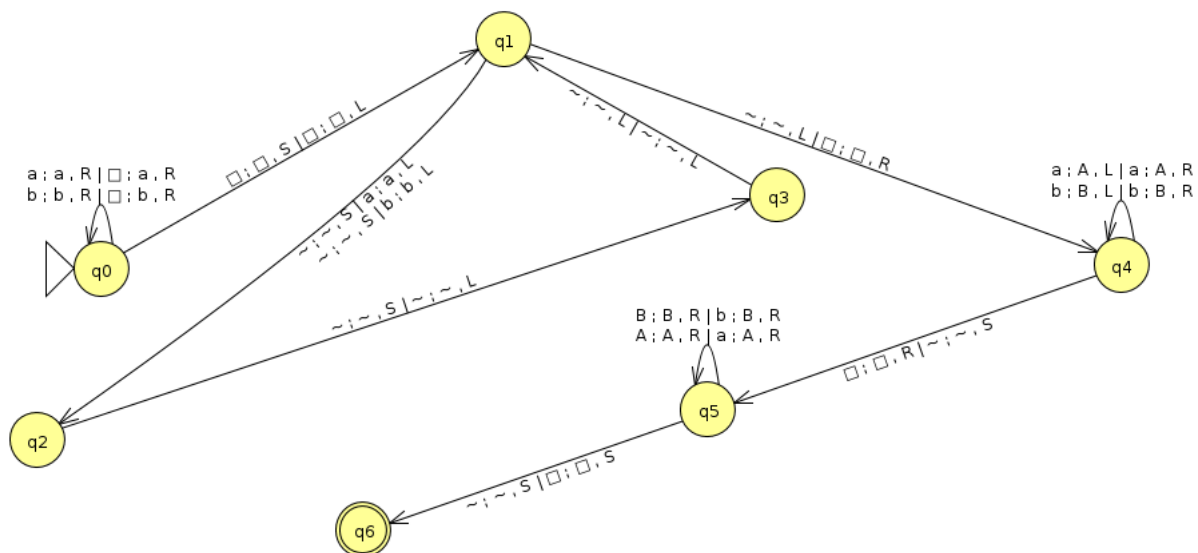 q1
~;~,L|~;~,L
~;~,L|□;□,R
□;□,S|□;□,L
a;a,R|□;a,R
b;b,R|□;b,R
a;A,L|a;A,R
b;B,L|b;B,R
~;~,S|a;a,L
~;~,S|b;b,L
q3
q0
q4
~;~,S|~;~,L
B;B,R|b;B,R
A;A,R|a;A,R
□;□,R|~;~,S
q5
q2
~;~,S|□;□,S
q6